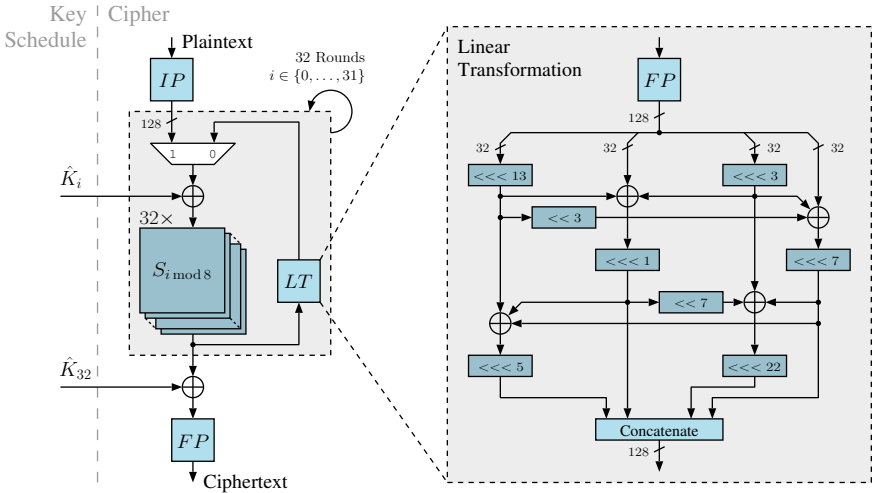 Key
Schedule
Cipher
Plaintext
IP
128
32 Rounds
i ∈ {0, . . . , 31}
1 0
K̂ᵢ
32×
S_{i mod 8}
LT
K̂₃₂
FP
Ciphertext
Linear
Transformation
FP
128
32 32 32 32
<<< 13
<<< 3
<< 3
<<< 1
<<< 7
<< 7
<<< 5
<<< 22
Concatenate
128